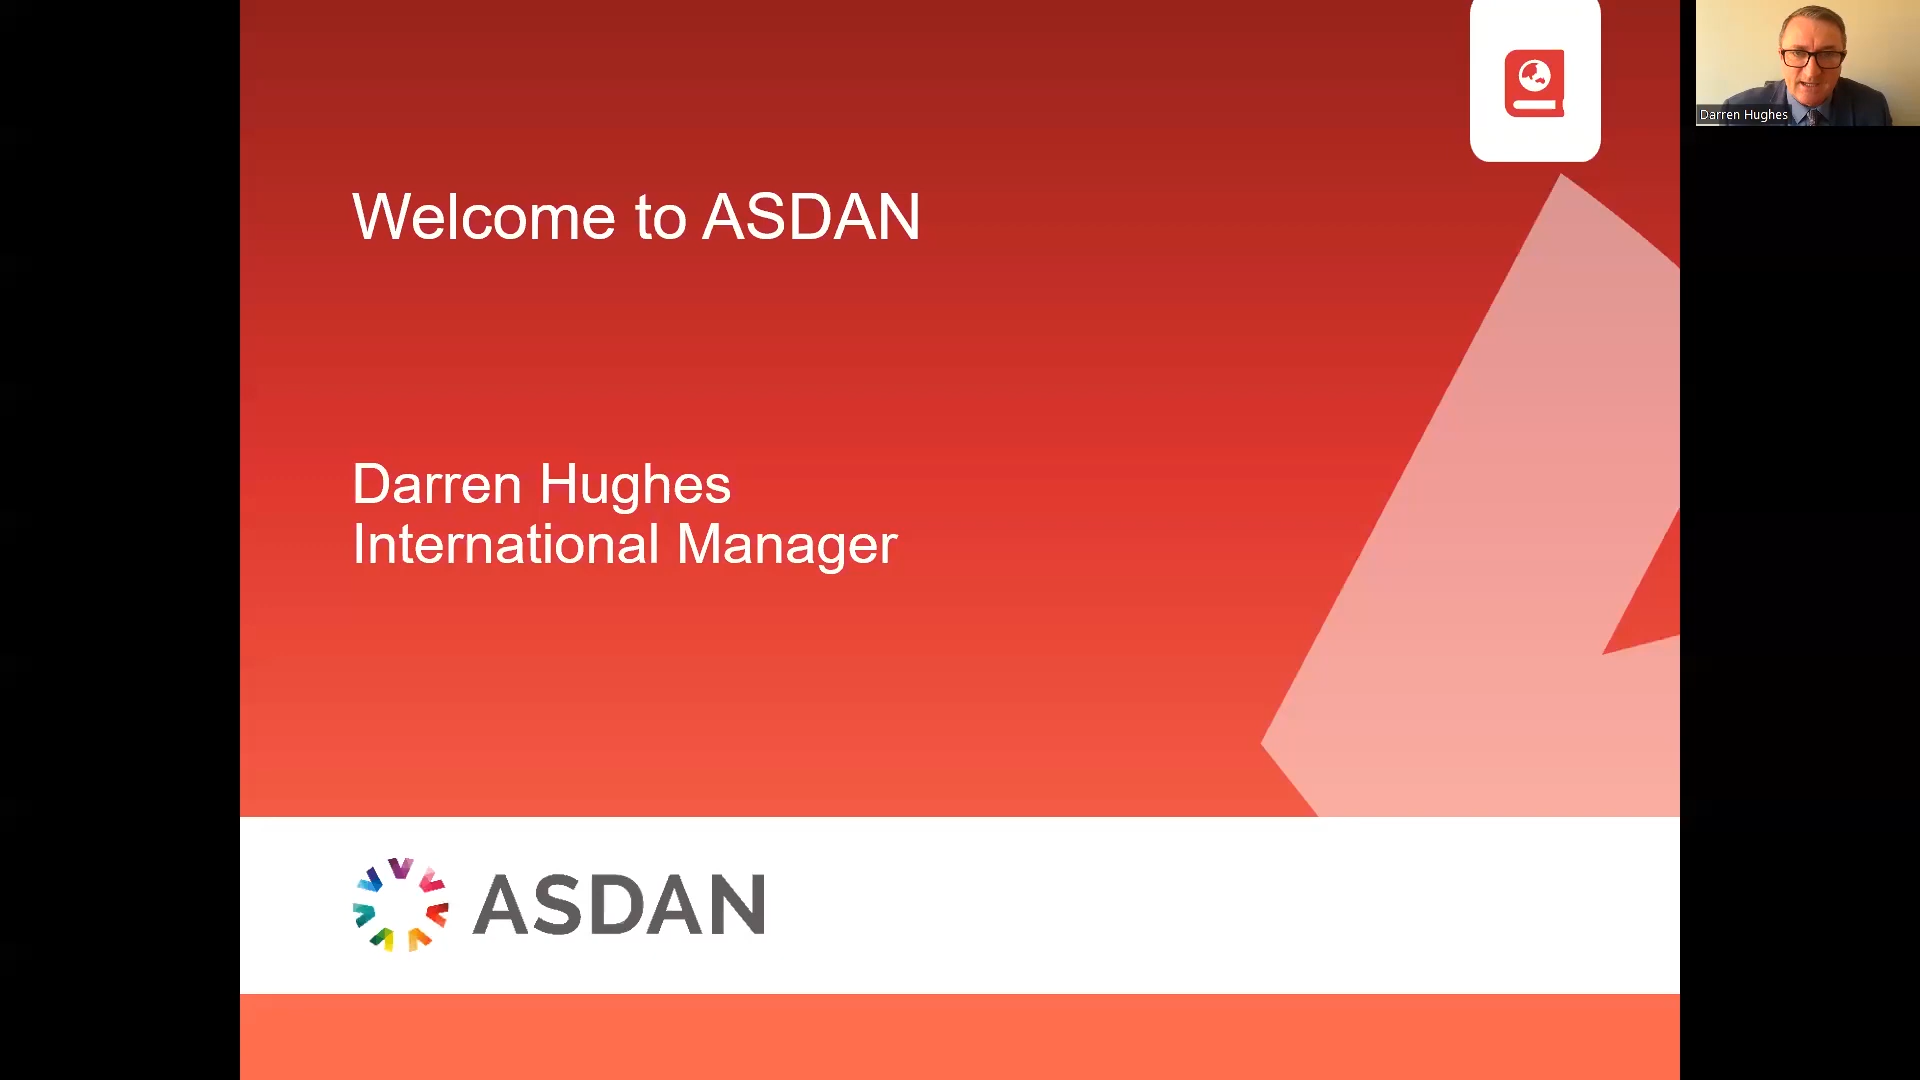 Welcome to ASDAN
Darren Hughes
International Manager
ASDAN
Darren Hughes